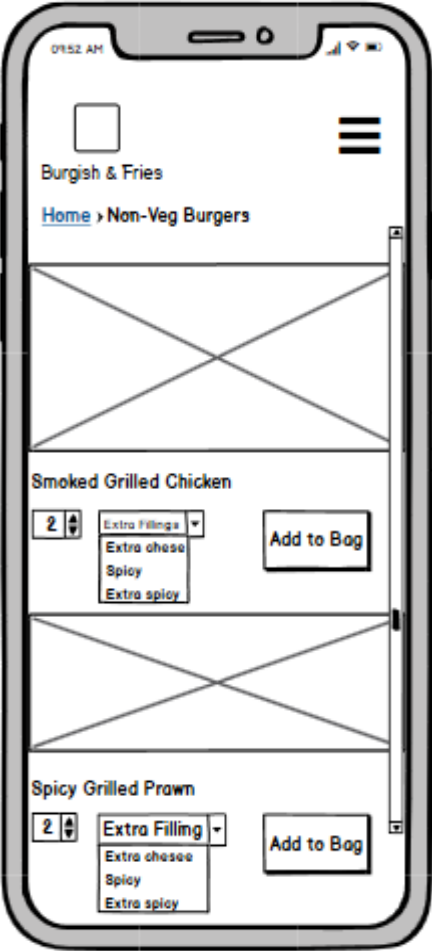 09:52 AM
Burgish & Fries
Home › Non-Veg Burgers
Smoked Grilled Chicken
2 Extra Fillings Add to Bag
Extra chese
Spicy
Extra spicy
Spicy Grilled Prawn
2 Extra Filling Add to Bag
Extra chesee
Spicy
Extra spicy